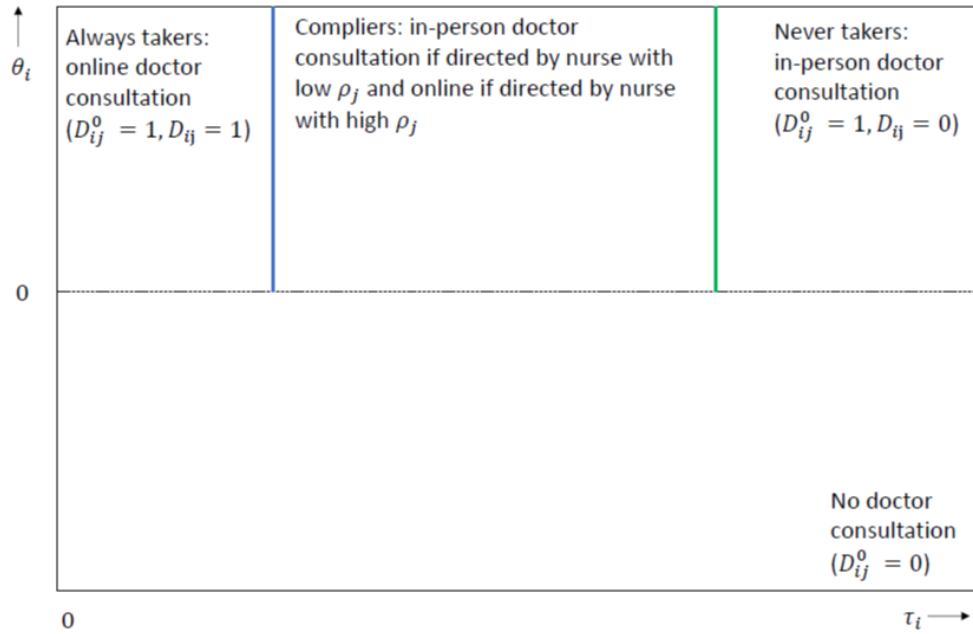 θᵢ
Always takers:
online doctor
consultation
(D⁰ᵢⱼ = 1, Dᵢⱼ = 1)
Compliers: in-person doctor
consultation if directed by nurse with
low ρⱼ and online if directed by nurse
with high ρⱼ
Never takers:
in-person doctor
consultation
(D⁰ᵢⱼ = 1, Dᵢⱼ = 0)
0
No doctor
consultation
(D⁰ᵢⱼ = 0)
0
τᵢ